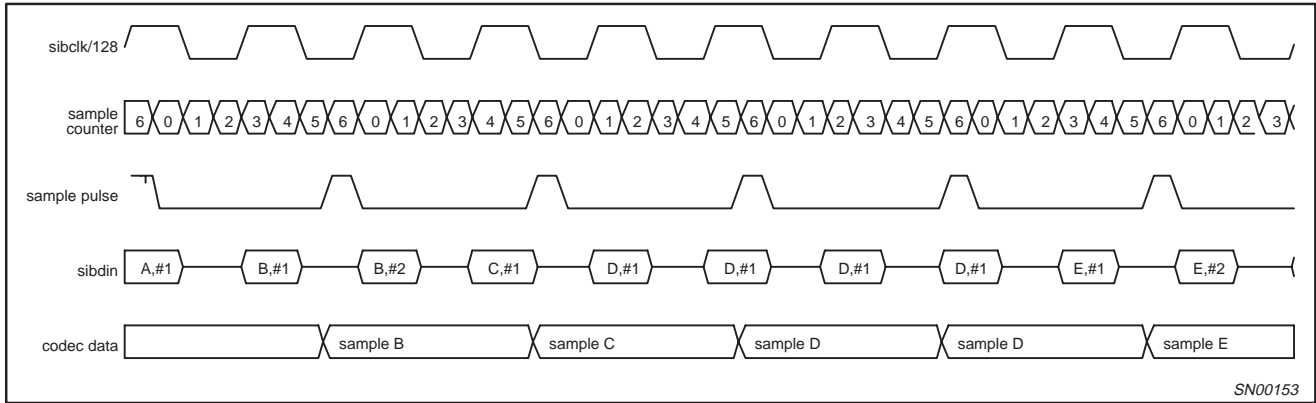 sibclk/128
sample
counter
6 0 1 2 3 4 5 6 0 1 2 3 4 5 6 0 1 2 3 4 5 6 0 1 2 3 4 5 6 0 1 2 3 4 5 6 0 1 2 3
sample pulse
sibdin A,#1 B,#1 B,#2 C,#1 D,#1 D,#1 D,#1 D,#1 E,#1 E,#2
codec data sample B sample C sample D sample D sample E
SN00153